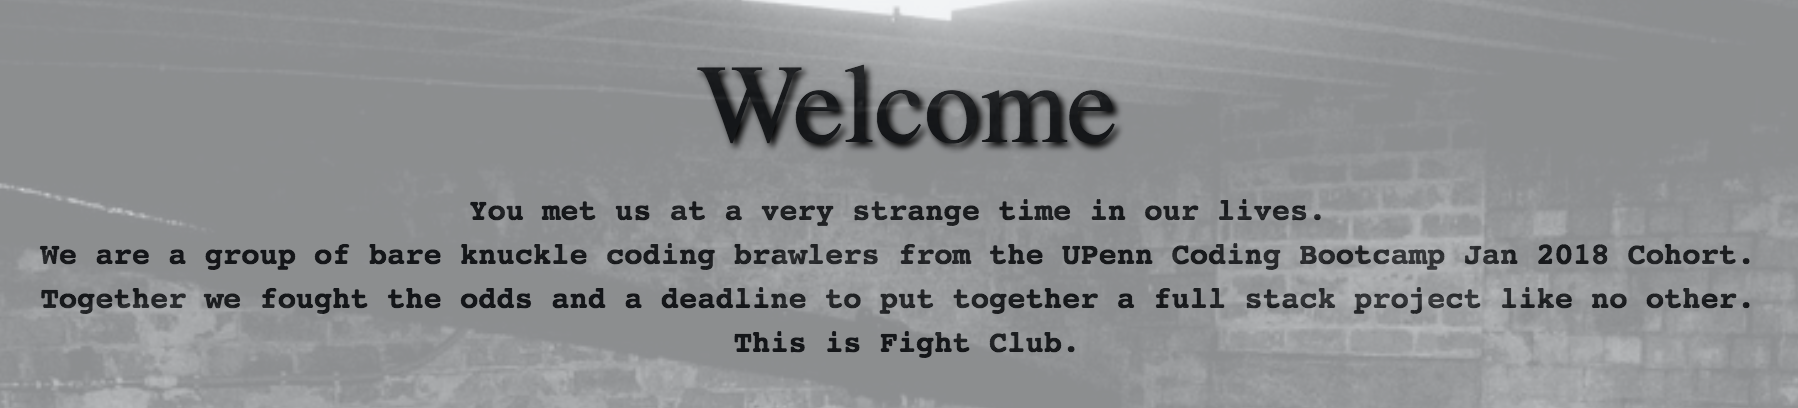 Welcome
You met us at a very strange time in our lives.
We are a group of bare knuckle coding brawlers from the UPenn Coding Bootcamp Jan 2018 Cohort.
Together we fought the odds and a deadline to put together a full stack project like no other.
This is Fight Club.